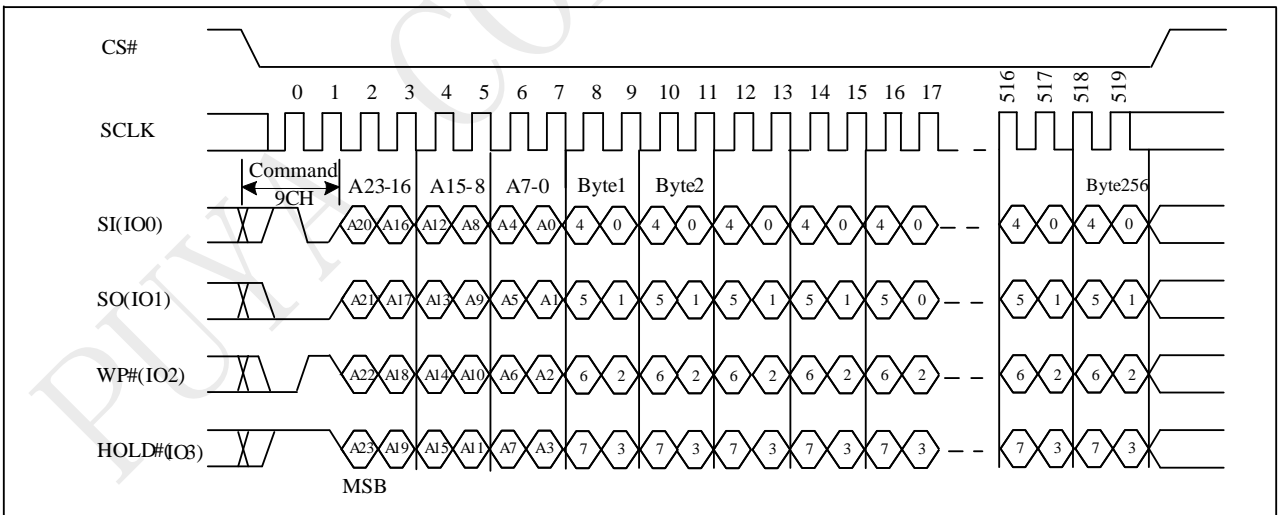 CS#
0 1 2 3 4 5 6 7 8 9 10 11 12 13 14 15 16 17 516 517 518 519
SCLK
Command
9CH
A23-16 A15-8 A7-0 Byte1 Byte2 Byte256
SI(IO0) A20 A16 A12 A8 A4 A0 4 0 4 0 4 0 4 0 4 0 4 0 4 0
SO(IO1) A21 A17 A13 A9 A5 A1 5 1 5 1 5 1 5 1 5 0 5 1 5 1
WP#(IO2) A22 A18 A14 A10 A6 A2 6 2 6 2 6 2 6 2 6 2 6 2 6 2
HOLD#(IO3) A23 A19 A15 A11 A7 A3 7 3 7 3 7 3 7 3 7 3 7 3 7 3
MSB
PUYA CO